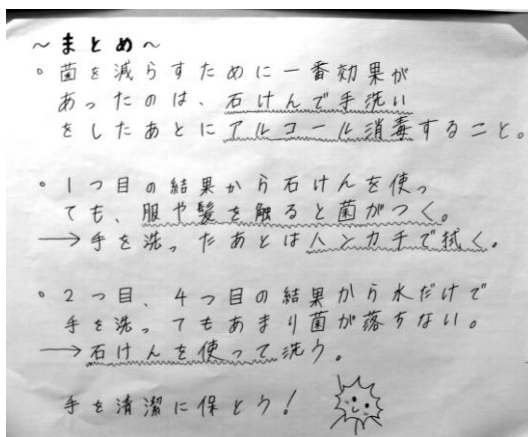 ～まとめ～
。菌を減らすために一番効果が
あったのは、石けんで手洗い
をしたあとにアルコール消毒すること。
。1つ目の結果から石けんを使っ
ても、服や髪を触ると菌がつく。
→手を洗ったあとはハンカチで拭く。
。2つ目、4つ目の結果から水だけで
手を洗ってもあまり菌が落ちない。
→石けんを使って洗う。
手を清潔に保とう!